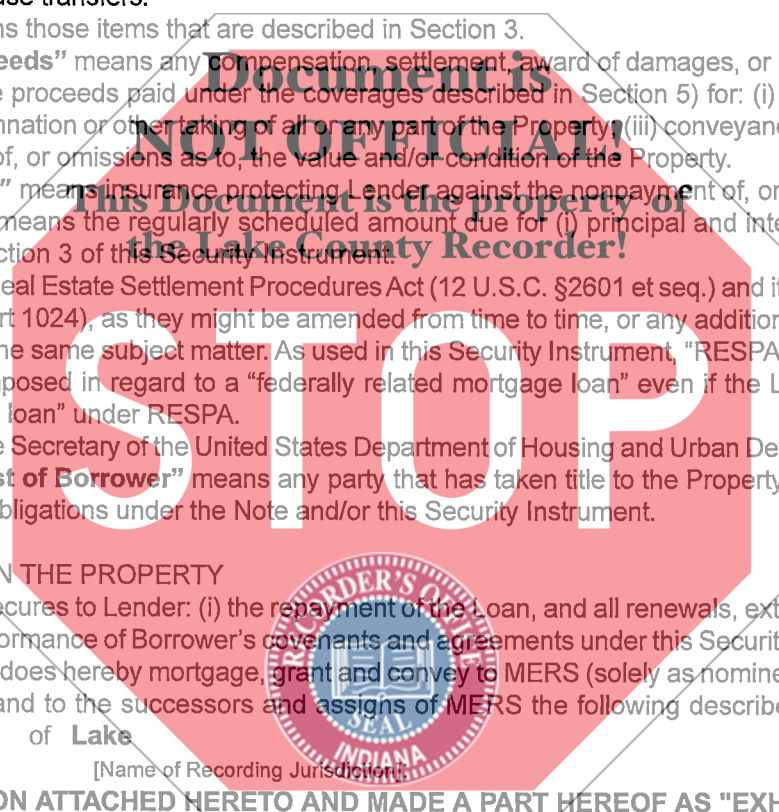 use transfers.
ns those items that are described in Section 3.
eeds” means any compensation, settlement, award of damages, or
e proceeds paid under the coverages described in Section 5) for: (i)
nnation or other taking of all or any part of the Property; (iii) conveyanc
of, or omissions as to, the value and/or condition of the Property.
” means insurance protecting Lender against the nonpayment of, or
means the regularly scheduled amount due for (i) principal and inte
ction 3 of this Security Instrument.
eal Estate Settlement Procedures Act (12 U.S.C. §2601 et seq.) and it
rt 1024), as they might be amended from time to time, or any addition
he same subject matter. As used in this Security Instrument, “RESPA
nposed in regard to a “federally related mortgage loan” even if the L
loan” under RESPA.
e Secretary of the United States Department of Housing and Urban De
st of Borrower” means any party that has taken title to the Property
bligations under the Note and/or this Security Instrument.
N THE PROPERTY
ecures to Lender: (i) the repayment of the Loan, and all renewals, ext
ormance of Borrower’s covenants and agreements under this Securit
does hereby mortgage, grant and convey to MERS (solely as nomine
and to the successors and assigns of MERS the following describe
of Lake
[Name of Recording Jurisdiction]:
ON ATTACHED HERETO AND MADE A PART HEREOF AS "EXH
Document is
NOT OFFICIAL!
This Document is the property of
the Lake County Recorder!
STOP
RECORDER'S OFFICE
SEAL
INDIANA